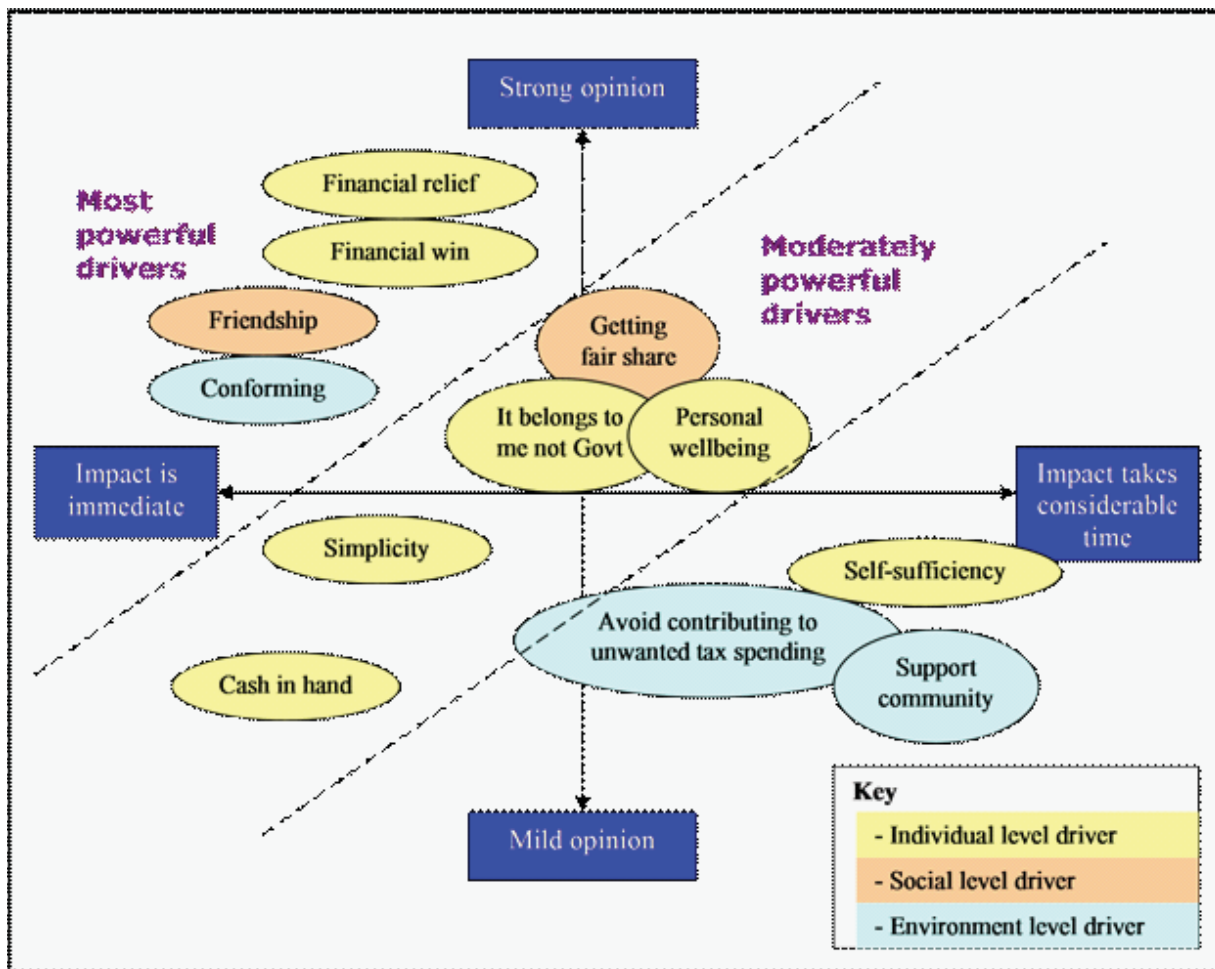 Strong opinion
Financial relief
Most
powerful
drivers
Financial win
Moderately
powerful
drivers
Friendship
Getting
fair share
Conforming
It belongs to
me not Govt
Personal
wellbeing
Impact is
immediate
Impact takes
considerable
time
Simplicity
Self-sufficiency
Avoid contributing to
unwanted tax spending
Support
community
Cash in hand
Mild opinion
Key
- Individual level driver
- Social level driver
- Environment level driver